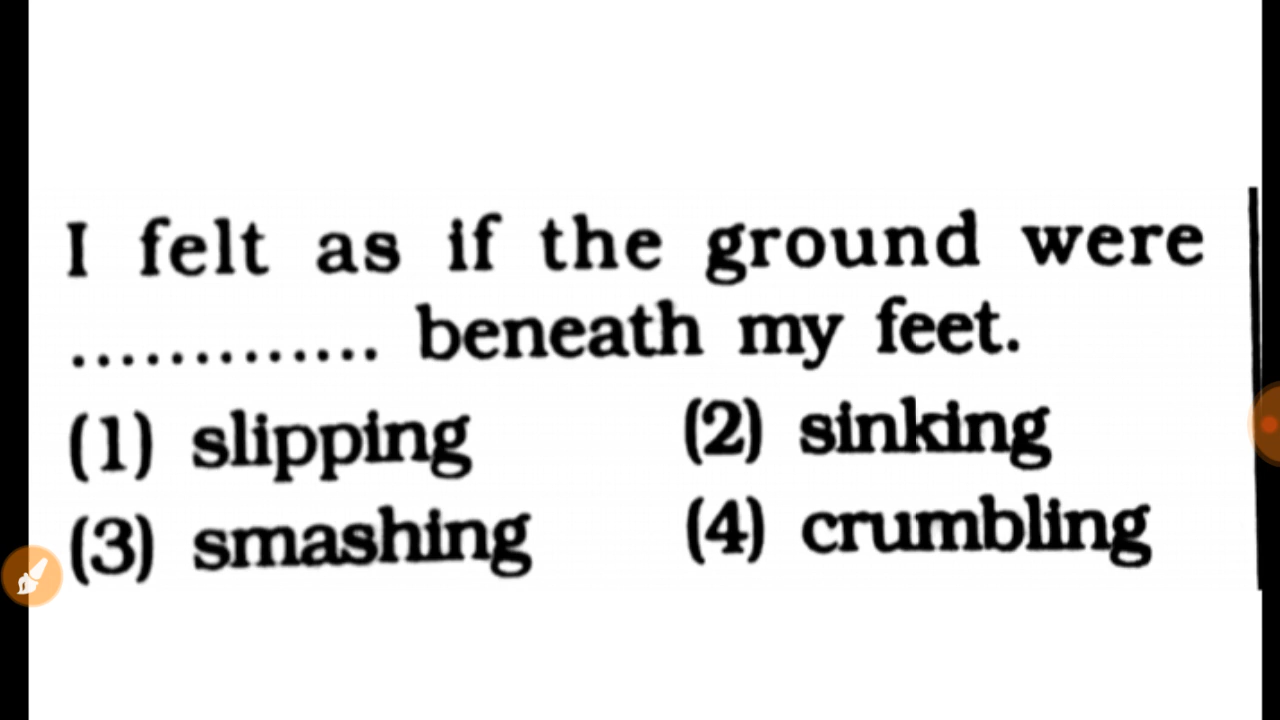 I felt as if the ground were
............. beneath my feet.
(1) slipping (2) sinking
(3) smashing (4) crumbling